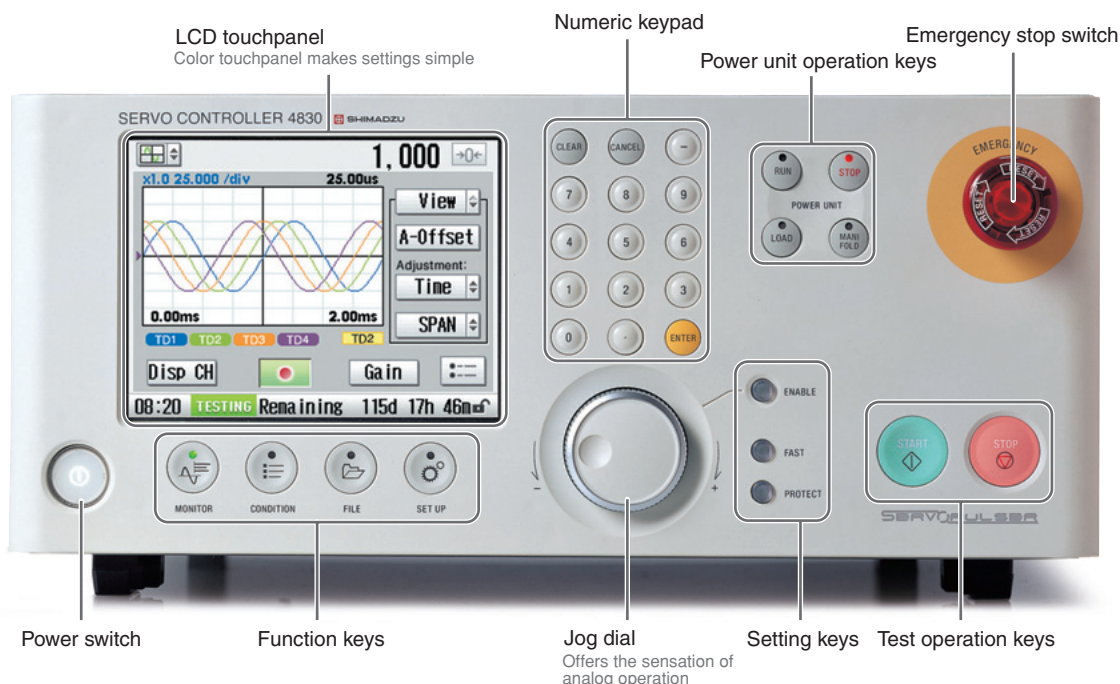 Numeric keypad
LCD touchpanel
Color touchpanel makes settings simple
Emergency stop switch
Power unit operation keys
SERVO CONTROLLER 4830 SHIMADZU
1,000 →0←
x1.0 25.000 /div 25.00us
View
A-Offset
Adjustment:
Time
0.00ms 2.00ms
SPAN
TD1 TD2 TD3 TD4 TD2
Disp CH Gain
08:20 TESTING Remaining 115d 17h 46m
MONITOR CONDITION FILE SET UP
CLEAR CANCEL −
7 8 9
4 5 6
1 2 3
0 . ENTER
RUN STOP
POWER UNIT
LOAD MANI
FOLD
EMERGENCY
RESET RESET RESET
− +
ENABLE
FAST
PROTECT
START STOP
SERVOPULSER
Power switch
Function keys
Jog dial
Offers the sensation of
analog operation
Setting keys
Test operation keys